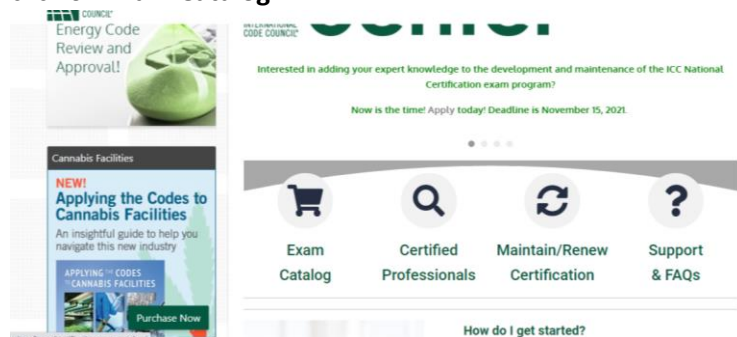 COUNCIL
Energy Code
Review and
Approval!
INTERNATIONAL
CODE COUNCIL
Interested in adding your expert knowledge to the development and maintenance of the ICC National
Certification exam program?
Now is the time! Apply today! Deadline is November 15, 2021.
Cannabis Facilities
NEW!
Applying the Codes to
Cannabis Facilities
An insightful guide to help you
navigate this new industry
APPLYING THE CODES
TO CANNABIS FACILITIES
Purchase Now
Exam
Catalog
Certified
Professionals
Maintain/Renew
Certification
Support
& FAQs
How do I get started?